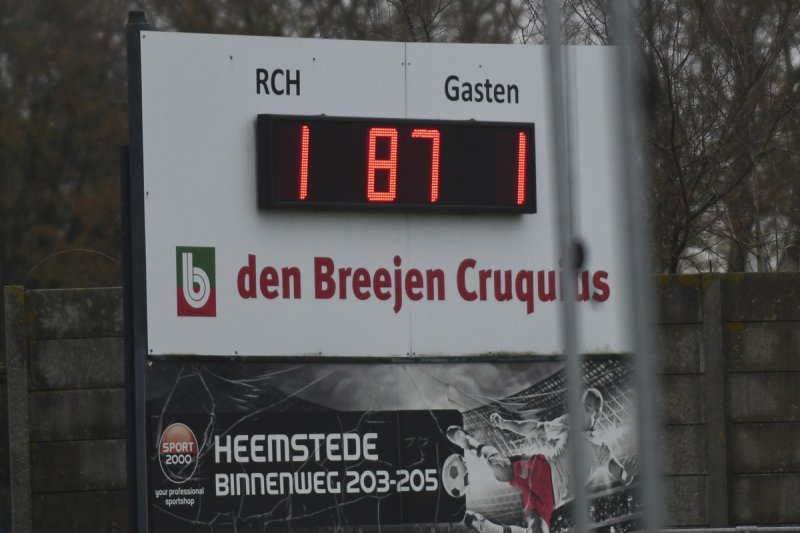 RCH Gasten
1 87 1
b den Breejen Cruquius
SPORT 2000
your professional sportshop
HEEMSTEDE
BINNENWEG 203-205